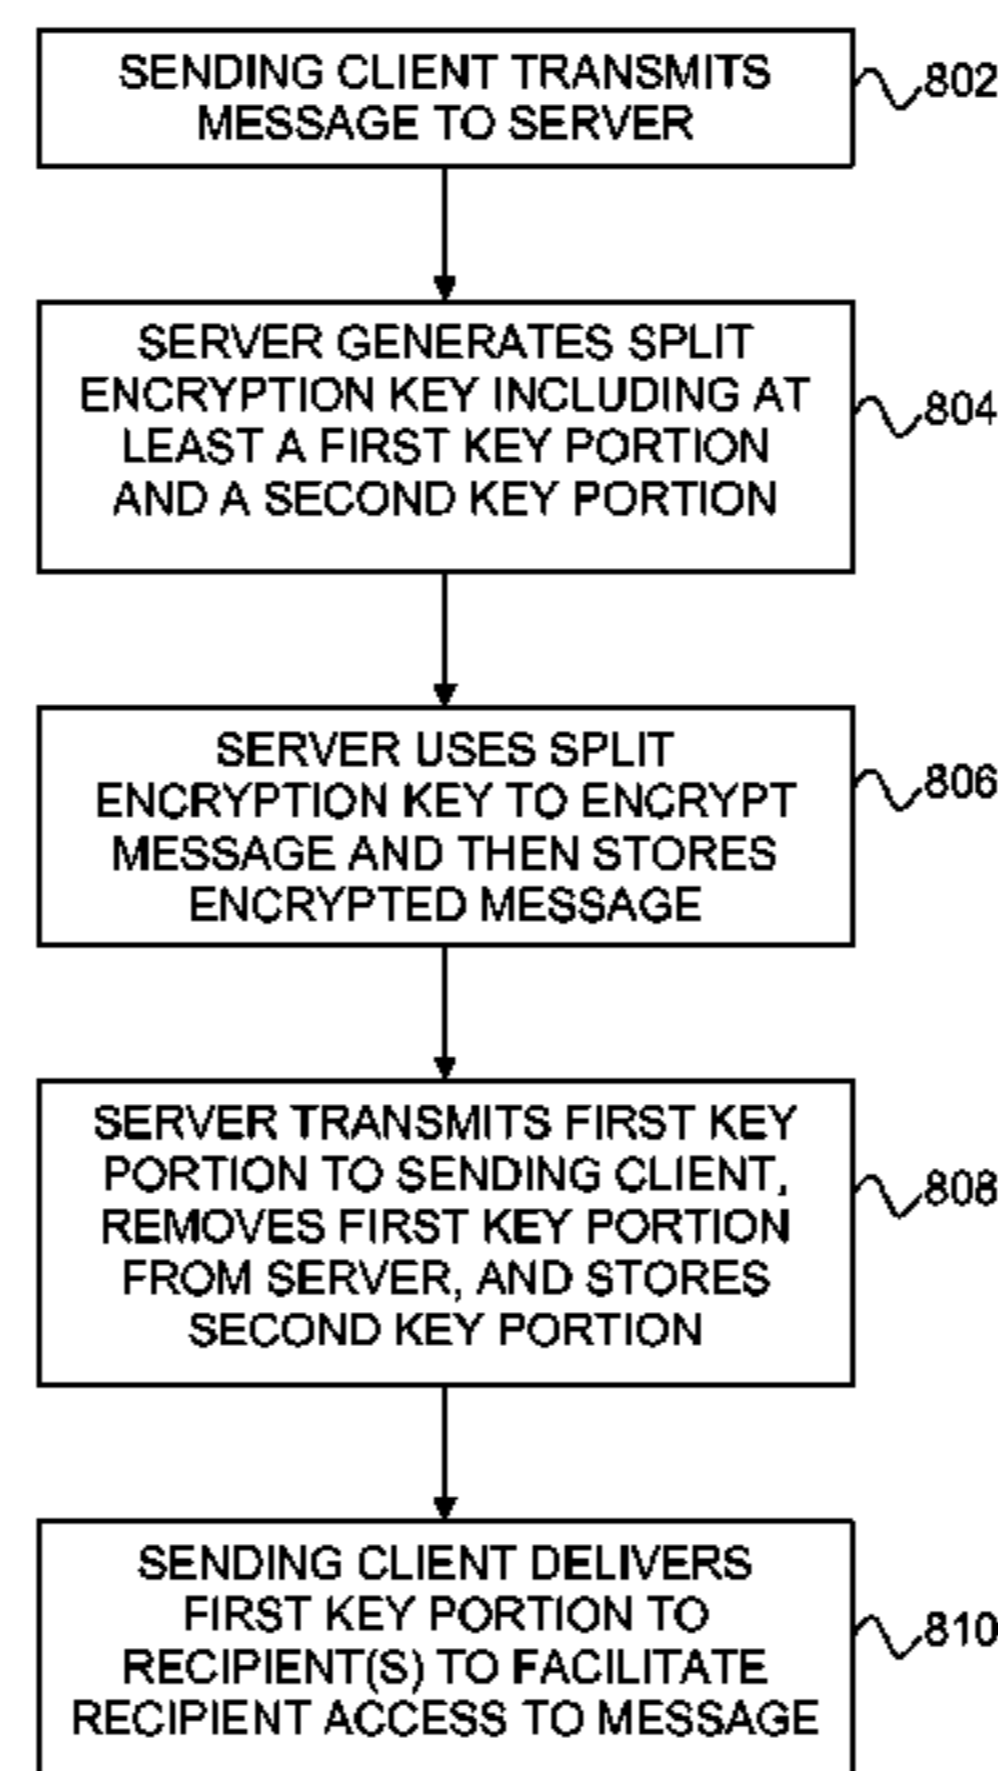 SENDING CLIENT TRANSMITS
MESSAGE TO SERVER
802
SERVER GENERATES SPLIT
ENCRYPTION KEY INCLUDING AT
LEAST A FIRST KEY PORTION
AND A SECOND KEY PORTION
804
SERVER USES SPLIT
ENCRYPTION KEY TO ENCRYPT
MESSAGE AND THEN STORES
ENCRYPTED MESSAGE
806
SERVER TRANSMITS FIRST KEY
PORTION TO SENDING CLIENT,
REMOVES FIRST KEY PORTION
FROM SERVER, AND STORES
SECOND KEY PORTION
808
SENDING CLIENT DELIVERS
FIRST KEY PORTION TO
RECIPIENT(S) TO FACILITATE
RECIPIENT ACCESS TO MESSAGE
810